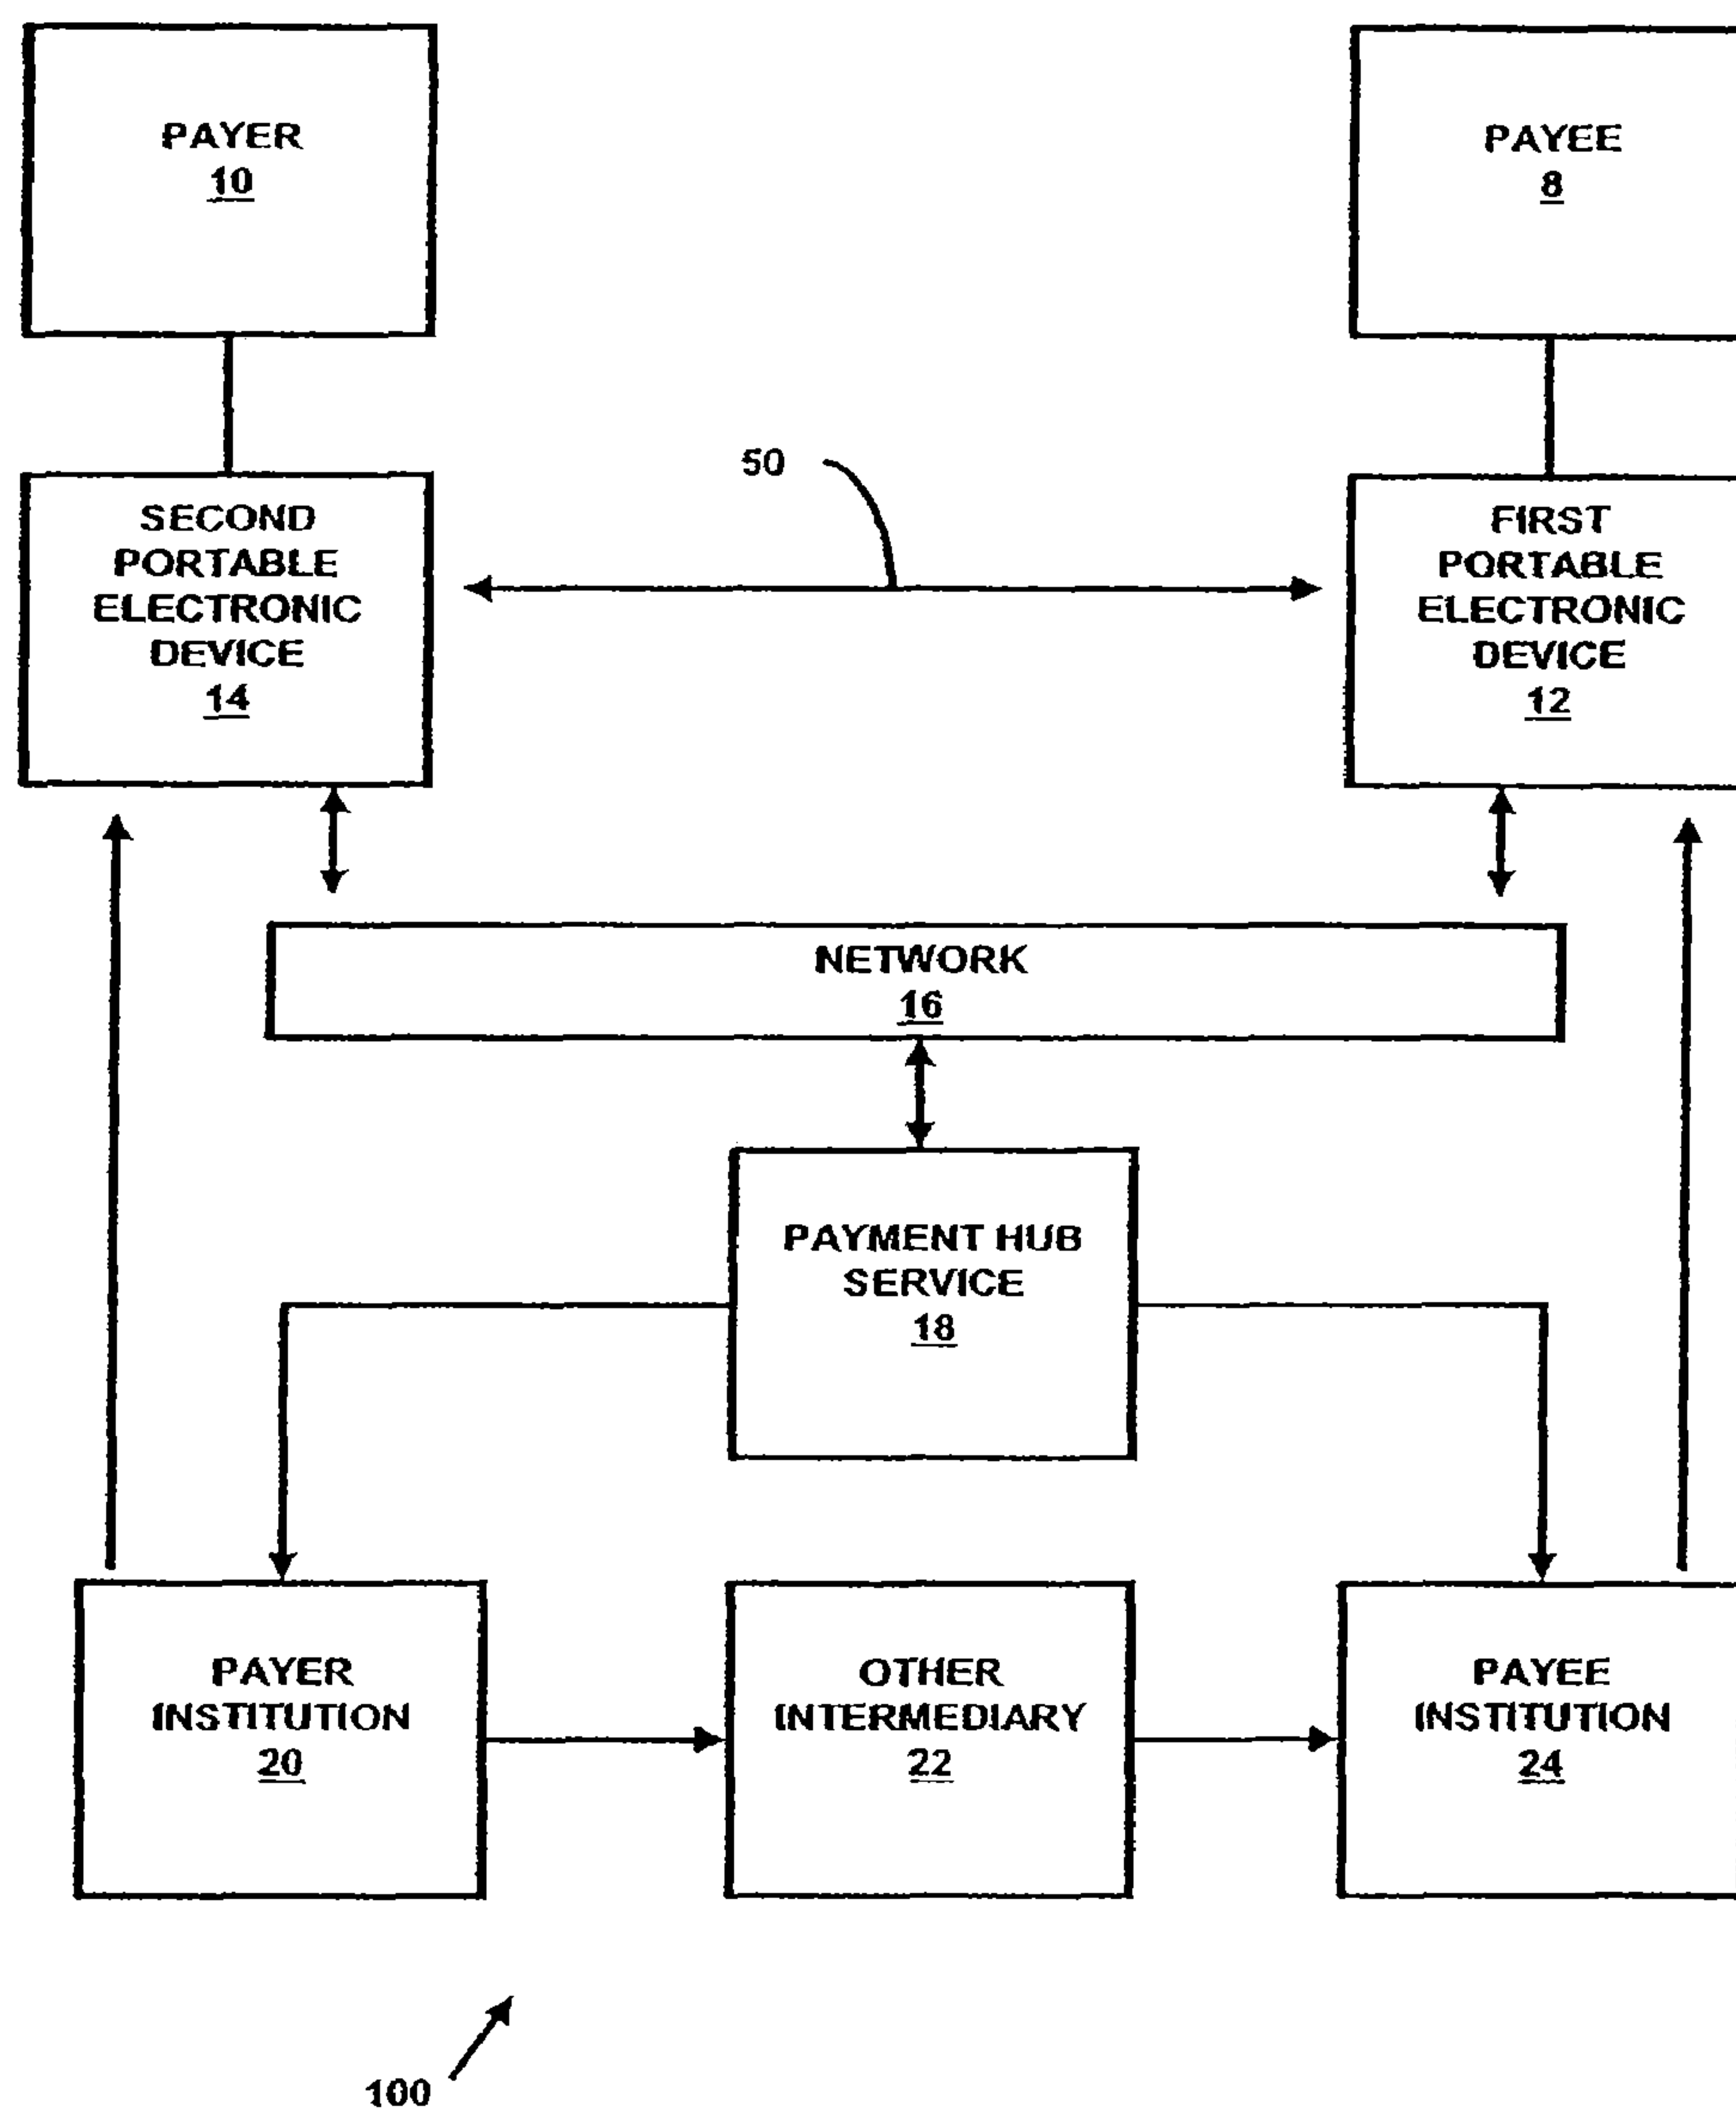 PAYER
10
PAYEE
8
50
SECOND
PORTABLE
ELECTRONIC
DEVICE
14
FIRST
PORTABLE
ELECTRONIC
DEVICE
12
NETWORK
16
PAYMENT HUB
SERVICE
18
PAYER
INSTITUTION
20
OTHER
INTERMEDIARY
22
PAYEE
INSTITUTION
24
100